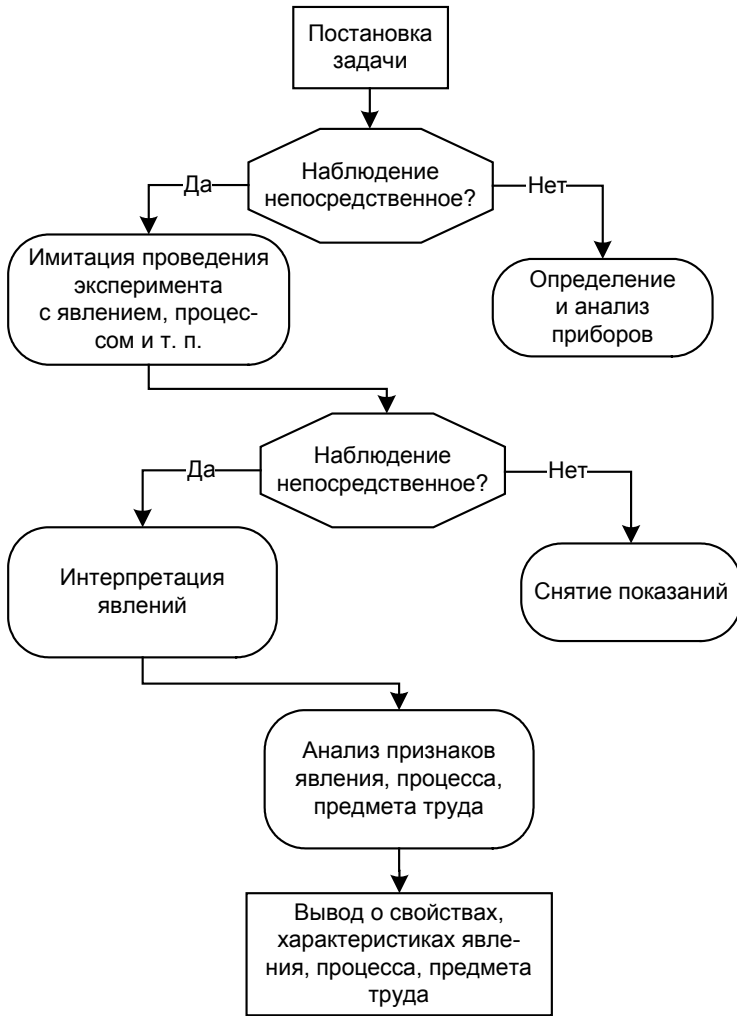 Постановка
задачи
Наблюдение
непосредственное?
Да
Нет
Имитация проведения
эксперимента
с явлением, процес-
сом и т. п.
Определение
и анализ
приборов
Наблюдение
непосредственное?
Да
Нет
Интерпретация
явлений
Снятие показаний
Анализ признаков
явления, процесса,
предмета труда
Вывод о свойствах,
характеристиках явле-
ния, процесса, предмета
труда